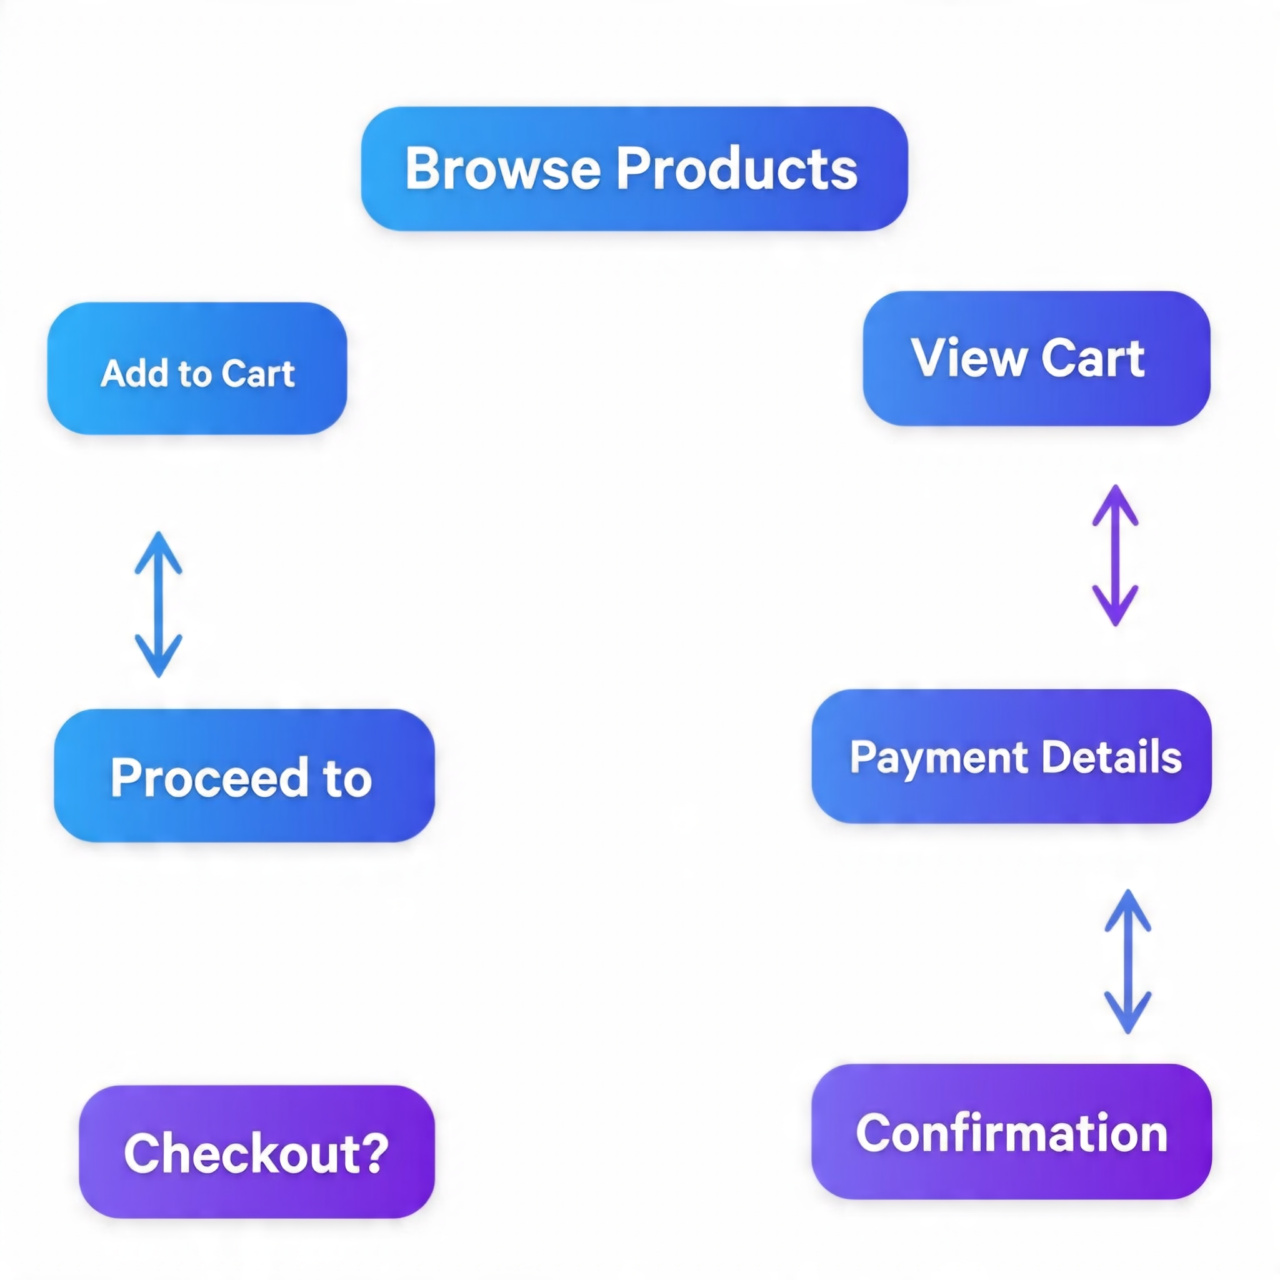 Browse Products
Add to Cart
View Cart
Proceed to
Payment Details
Checkout?
Confirmation